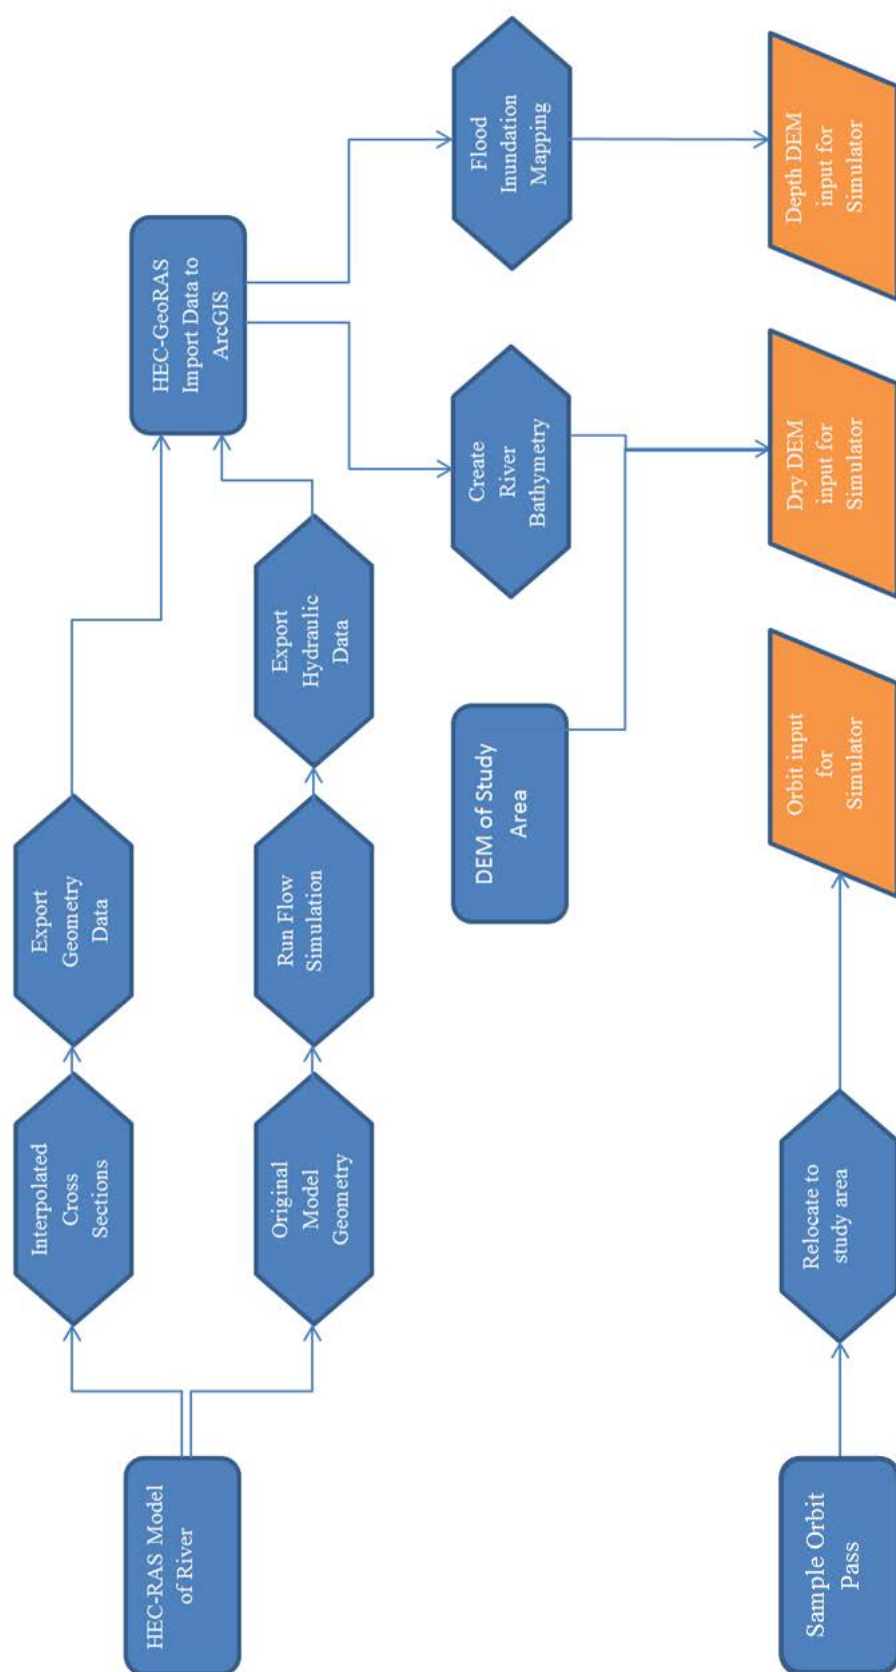 HEC-RAS Model
of River
Interpolated
Cross
Sections
Export
Geometry
Data
Original
Model
Geometry
Run Flow
Simulation
Export
Hydraulic
Data
HEC-GeoRAS
Import Data to
ArcGIS
DEM of Study
Area
Create
River
Bathymetry
Flood
Inundation
Mapping
Sample Orbit
Pass
Relocate to
study area
Orbit input
for
Simulator
Dry DEM
input for
Simulator
Depth DEM
input for
Simulator